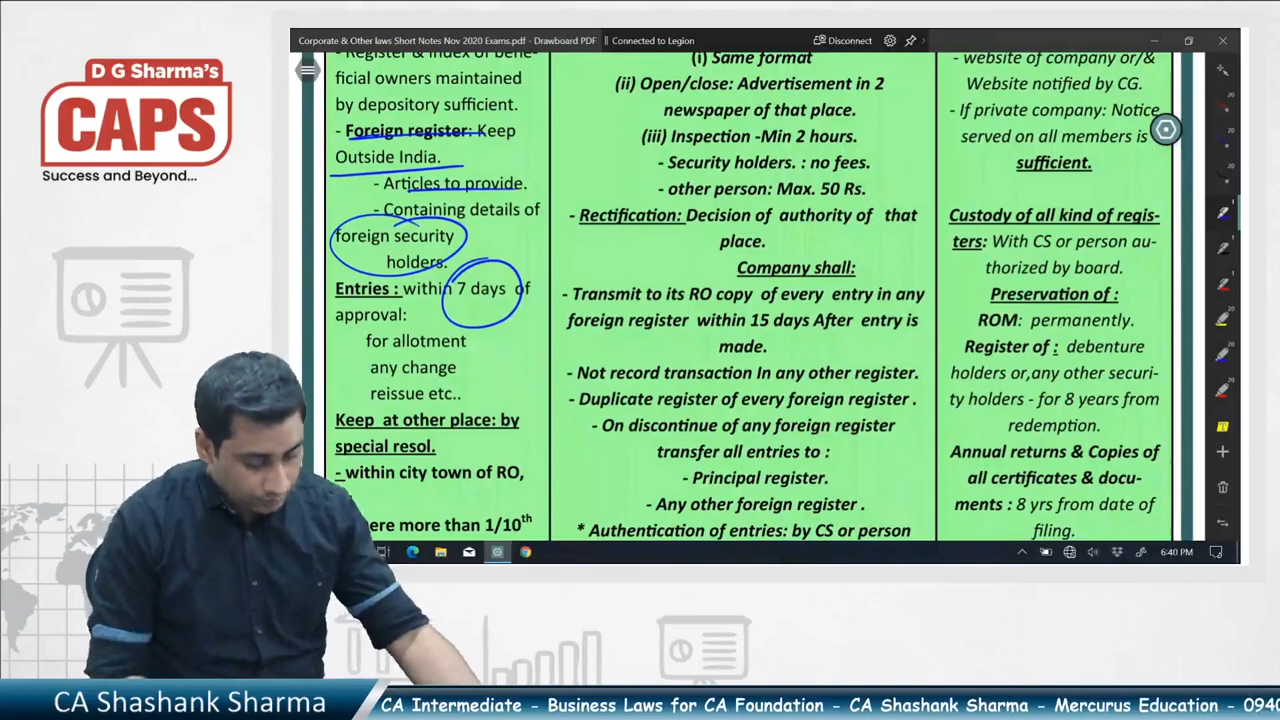 D G Sharma's
CAPS
Success and Beyond...
Corporate & Other laws Short Notes Nov 2020 Exams.pdf - Drawboard PDF
Connected to Legion
Disconnect
- Register & index of bene-
ficial owners maintained
by depository sufficient.
- Foreign register: Keep
Outside India.
- Articles to provide.
- Containing details of
foreign security
holders.
Entries : within 7 days of
approval:
for allotment
any change
reissue etc..
Keep at other place: by
special resol.
- within city town of RO,
more than 1/10th
(i) Same format
(ii) Open/close: Advertisement in 2
newspaper of that place.
(iii) Inspection -Min 2 hours.
- Security holders. : no fees.
- other person: Max. 50 Rs.
- Rectification: Decision of authority of that
place.
Company shall:
- Transmit to its RO copy of every entry in any
foreign register within 15 days After entry is
made.
- Not record transaction In any other register.
- Duplicate register of every foreign register .
- On discontinue of any foreign register
transfer all entries to :
- Principal register.
- Any other foreign register .
* Authentication of entries: by CS or person
- website of company or/&
Website notified by CG.
- If private company: Notice
served on all members is
sufficient.
Custody of all kind of regis-
ters: With CS or person au-
thorized by board.
Preservation of :
ROM: permanently.
Register of : debenture
holders or,any other securi-
ty holders - for 8 years from
redemption.
Annual returns & Copies of
all certificates & docu-
ments : 8 yrs from date of
filing.
6:40 PM
CA Shashank Sharma
CA Intermediate - Business Laws for CA Foundation - CA Shashank Sharma - Mercurus Education - 0940